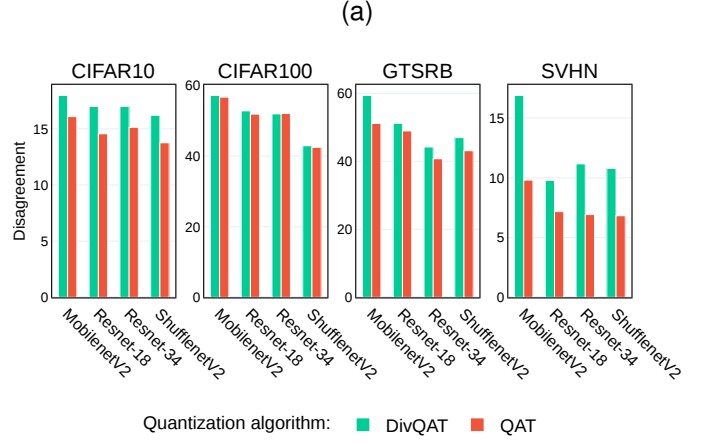 (a)
CIFAR10 CIFAR100 GTSRB SVHN
Disagreement
0 5 10 15
0 20 40 60
0 20 40 60
0 5 10 15
MobilenetV2 Resnet-18 Resnet-34 ShufflenetV2
MobilenetV2 Resnet-18 Resnet-34 ShufflenetV2
MobilenetV2 Resnet-18 Resnet-34 ShufflenetV2
MobilenetV2 Resnet-18 Resnet-34 ShufflenetV2
Quantization algorithm: DivQAT QAT